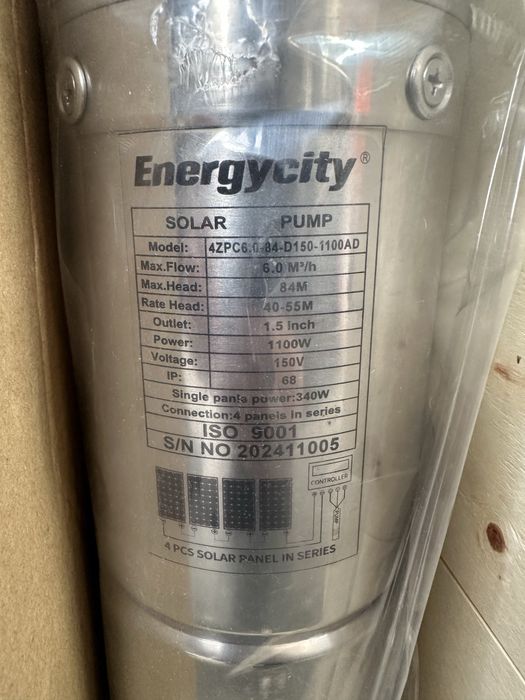 Energycity®
SOLAR PUMP
Model: 4ZPC6.0-84-D150-1100AD
Max.Flow: 6.0 M³/h
Max.Head: 84M
Rate Head: 40-55M
Outlet: 1.5 inch
Power: 1100W
Voltage: 150V
IP: 68
Single panls power:340W
Connection:4 panels in series
ISO 9001
S/N NO 202411005
CONTROLLER
PUMP
4 PCS SOLAR PANEL IN SERIES